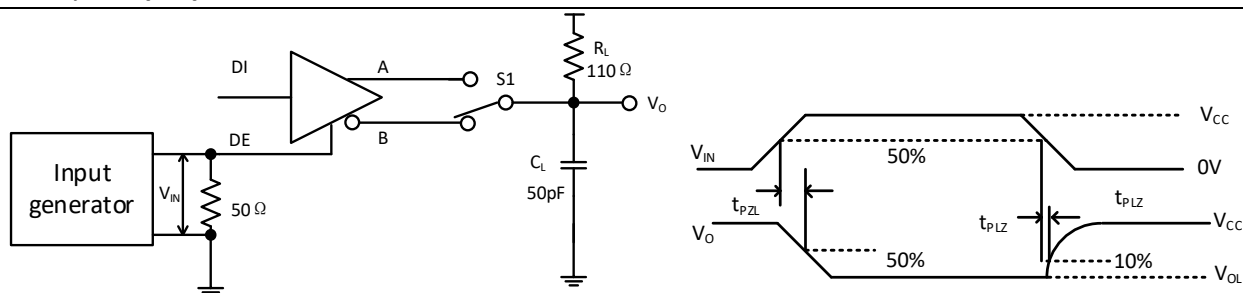 DI
A
B
S1
R_L
110 Ω
V_O
DE
Input
generator
V_IN
50 Ω
C_L
50pF
V_IN
50%
V_CC
0V
t_PZL
t_PLZ
t_PLZ
V_O
50%
10%
V_CC
V_OL